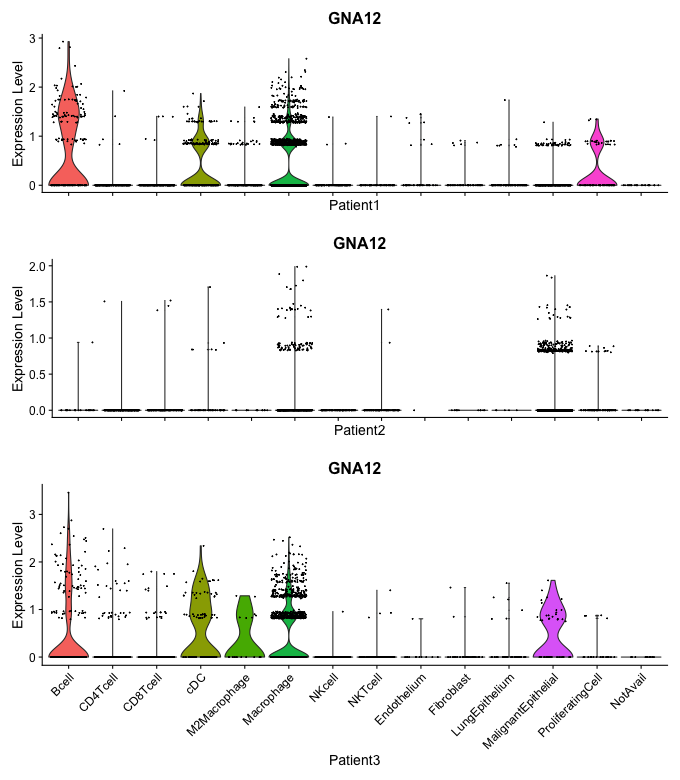 GNA12
Expression Level
3
2
1
0
Patient1
GNA12
Expression Level
2.0
1.5
1.0
0.5
0.0
Patient2
GNA12
Expression Level
3
2
1
0
Bcell
CD4Tcell
CD8Tcell
cDC
M2Macrophage
Macrophage
NKcell
NKTcell
Endothelium
Fibroblast
LungEpithelium
MalignantEpithelial
ProliferatingCell
NotAvail
Patient3